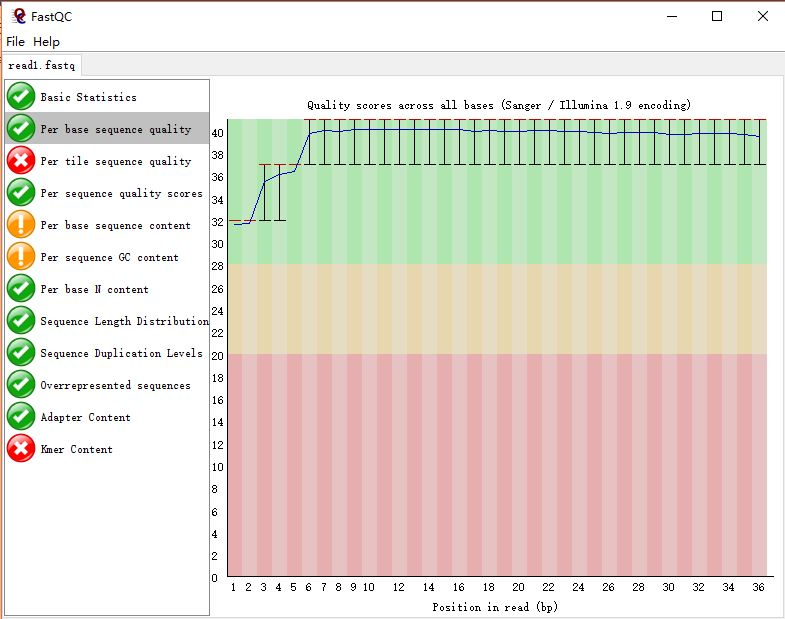 FastQC
File Help
read1.fastq
Basic Statistics
Per base sequence quality
Per tile sequence quality
Per sequence quality scores
Per base sequence content
Per sequence GC content
Per base N content
Sequence Length Distribution
Sequence Duplication Levels
Overrepresented sequences
Adapter Content
Kmer Content
Quality scores across all bases (Sanger / Illumina 1.9 encoding)
40
38
36
34
32
30
28
26
24
22
20
18
16
14
12
10
8
6
4
2
0
1 2 3 4 5 6 7 8 9 10 12 14 16 18 20 22 24 26 28 30 32 34 36
Position in read (bp)